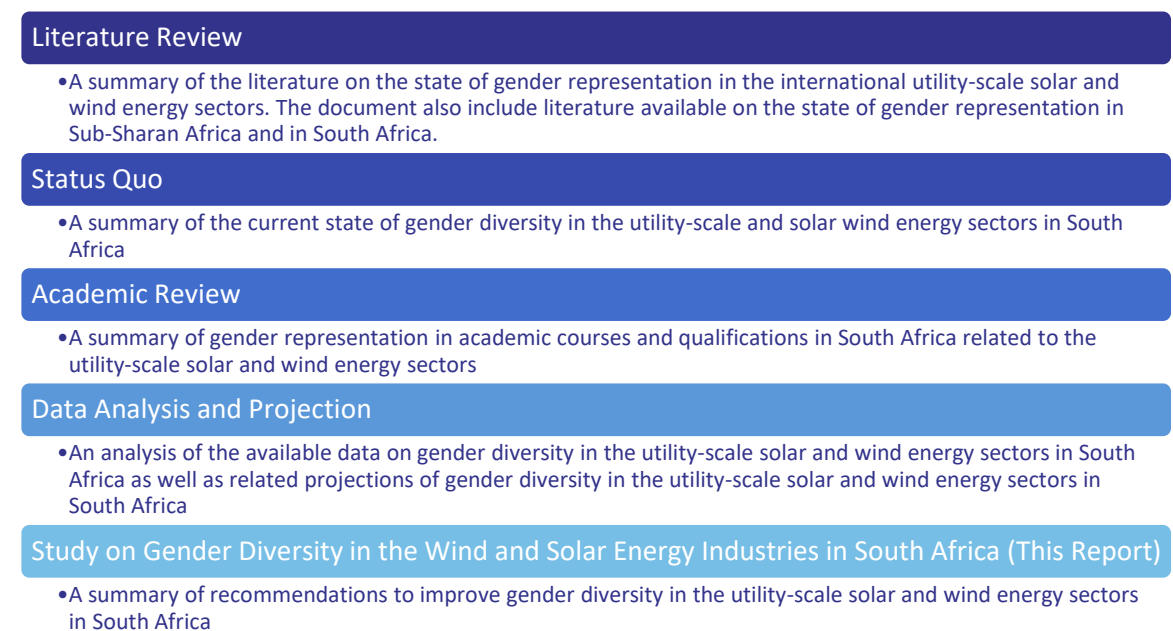 Literature Review
•A summary of the literature on the state of gender representation in the international utility-scale solar and
wind energy sectors. The document also include literature available on the state of gender representation in
Sub-Sharan Africa and in South Africa.
Status Quo
•A summary of the current state of gender diversity in the utility-scale and solar wind energy sectors in South
Africa
Academic Review
•A summary of gender representation in academic courses and qualifications in South Africa related to the
utility-scale solar and wind energy sectors
Data Analysis and Projection
•An analysis of the available data on gender diversity in the utility-scale solar and wind energy sectors in South
Africa as well as related projections of gender diversity in the utility-scale solar and wind energy sectors in
South Africa
Study on Gender Diversity in the Wind and Solar Energy Industries in South Africa (This Report)
•A summary of recommendations to improve gender diversity in the utility-scale solar and wind energy sectors
in South Africa